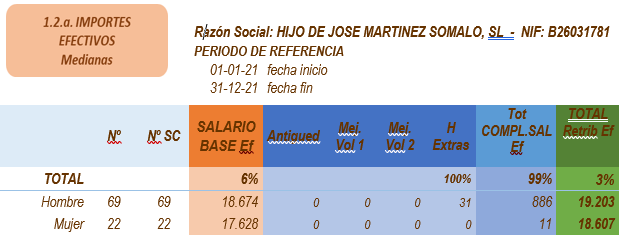 1.2.a. IMPORTES
EFECTIVOS
Medianas
Razón Social: HIJO DE JOSE MARTINEZ SOMALO, SL - NIF: B26031781
PERIODO DE REFERENCIA
01-01-21 fecha inicio
31-12-21 fecha fin
Nº Nº SC SALARIO BASE Ef Antigued Mej. Vol 1 Mej. Vol 2 H Extras Tot COMPL.SAL Ef TOTAL Retrib Ef
TOTAL 6% 100% 99% 3%
Hombre 69 69 18.674 0 0 0 31 886 19.203
Mujer 22 22 17.628 0 0 0 0 11 18.607